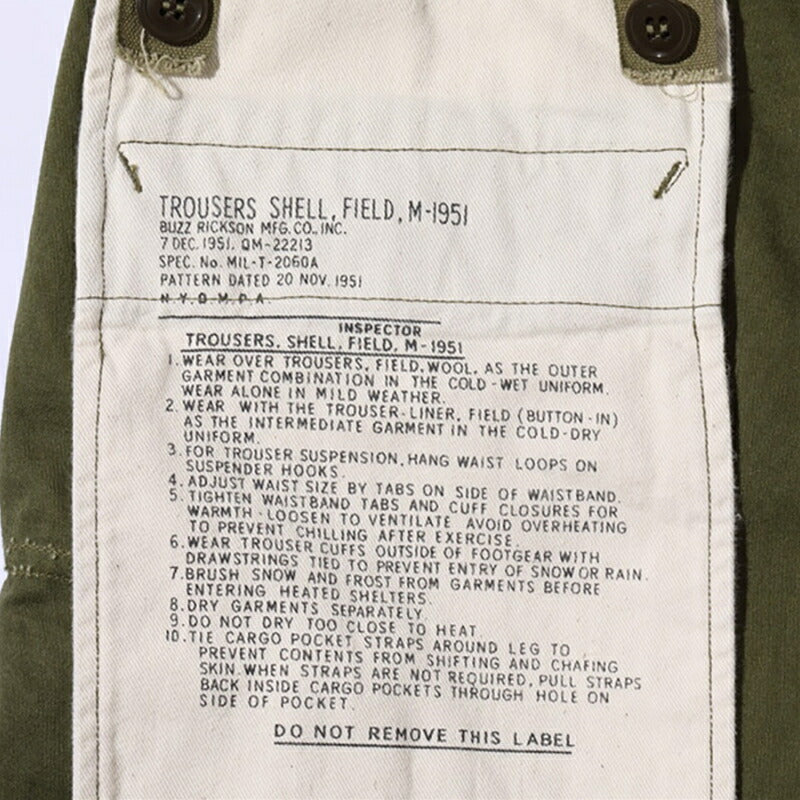 TROUSERS SHELL, FIELD, M-1951
BUZZ RICKSON MFG.CO., INC.
7 DEC. 1951. QM-22213
SPEC. No. MIL-T-2060A
PATTERN DATED 20 NOV. 1951
N.Y.Q.M.P.A.
INSPECTOR
TROUSERS, SHELL, FIELD, M-1951
1. WEAR OVER TROUSERS, FIELD, WOOL, AS THE OUTER
GARMENT COMBINATION IN THE COLD-WET UNIFORM.
WEAR ALONE IN MILD WEATHER.
2. WEAR WITH THE TROUSER-LINER, FIELD (BUTTON-IN)
AS THE INTERMEDIATE GARMENT IN THE COLD-DRY
UNIFORM.
3. FOR TROUSER SUSPENSION, HANG WAIST LOOPS ON
SUSPENDER HOOKS.
4. ADJUST WAIST SIZE BY TABS ON SIDE OF WAISTBAND.
5. TIGHTEN WAISTBAND TABS AND CUFF CLOSURES FOR
WARMTH-LOOSEN TO VENTILATE AVOID OVERHEATING
TO PREVENT CHILLING AFTER EXERCISE.
6. WEAR TROUSER CUFFS OUTSIDE OF FOOTGEAR WITH
DRAWSTRINGS TIED TO PREVENT ENTRY OF SNOW OR RAIN.
7. BRUSH SNOW AND FROST FROM GARMENTS BEFORE
ENTERING HEATED SHELTERS.
8. DRY GARMENTS SEPARATELY
9. DO NOT DRY TOO CLOSE TO HEAT
10. TIE CARGO POCKET STRAPS AROUND LEG TO
PREVENT CONTENTS FROM SHIFTING AND CHAFING
SKIN. WHEN STRAPS ARE NOT REQUIRED, PULL STRAPS
BACK INSIDE CARGO POCKETS THROUGH HOLE ON
SIDE OF POCKET.
DO NOT REMOVE THIS LABEL